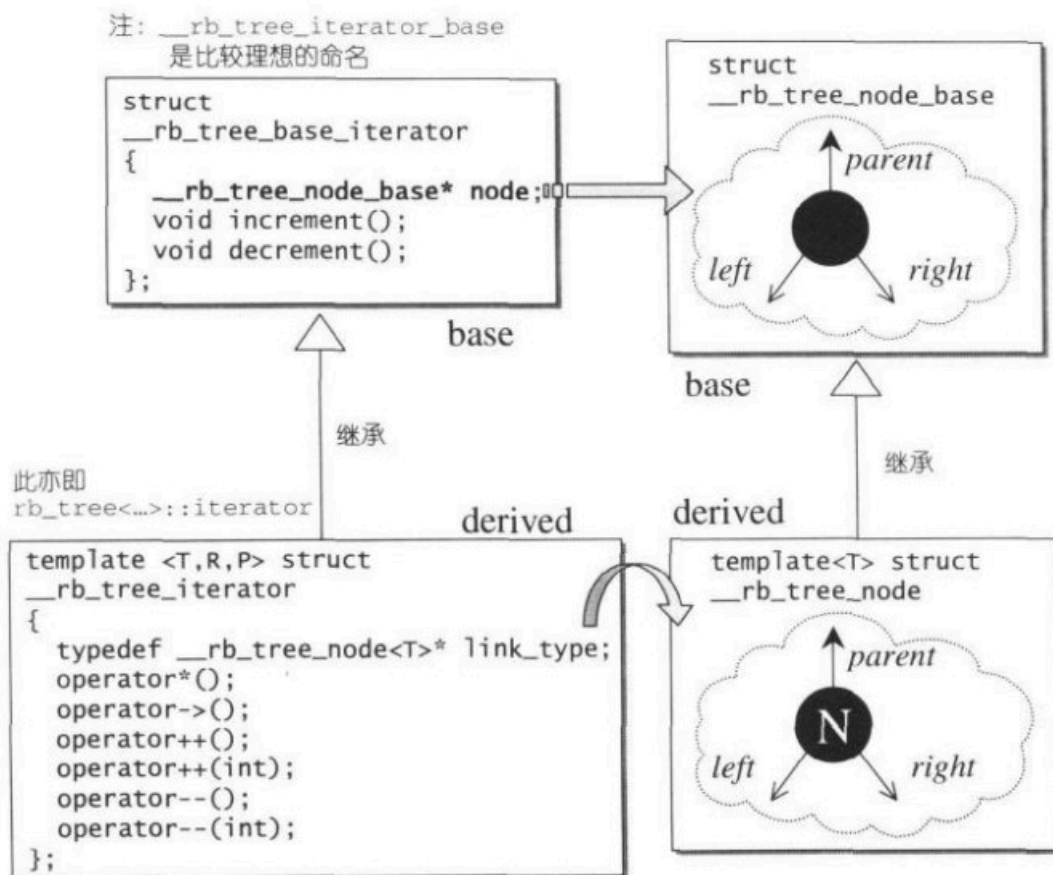 注: __rb_tree_iterator_base
是比较理想的命名
struct
__rb_tree_base_iterator
{
__rb_tree_node_base* node;
void increment();
void decrement();
};
base
struct
__rb_tree_node_base
parent
left
right
base
继承
继承
此亦即
rb_tree<…>::iterator
derived
template <T,R,P> struct
__rb_tree_iterator
{
typedef __rb_tree_node<T>* link_type;
operator*();
operator->();
operator++();
operator++(int);
operator--();
operator--(int);
};
derived
template<T> struct
__rb_tree_node
parent
N
left
right